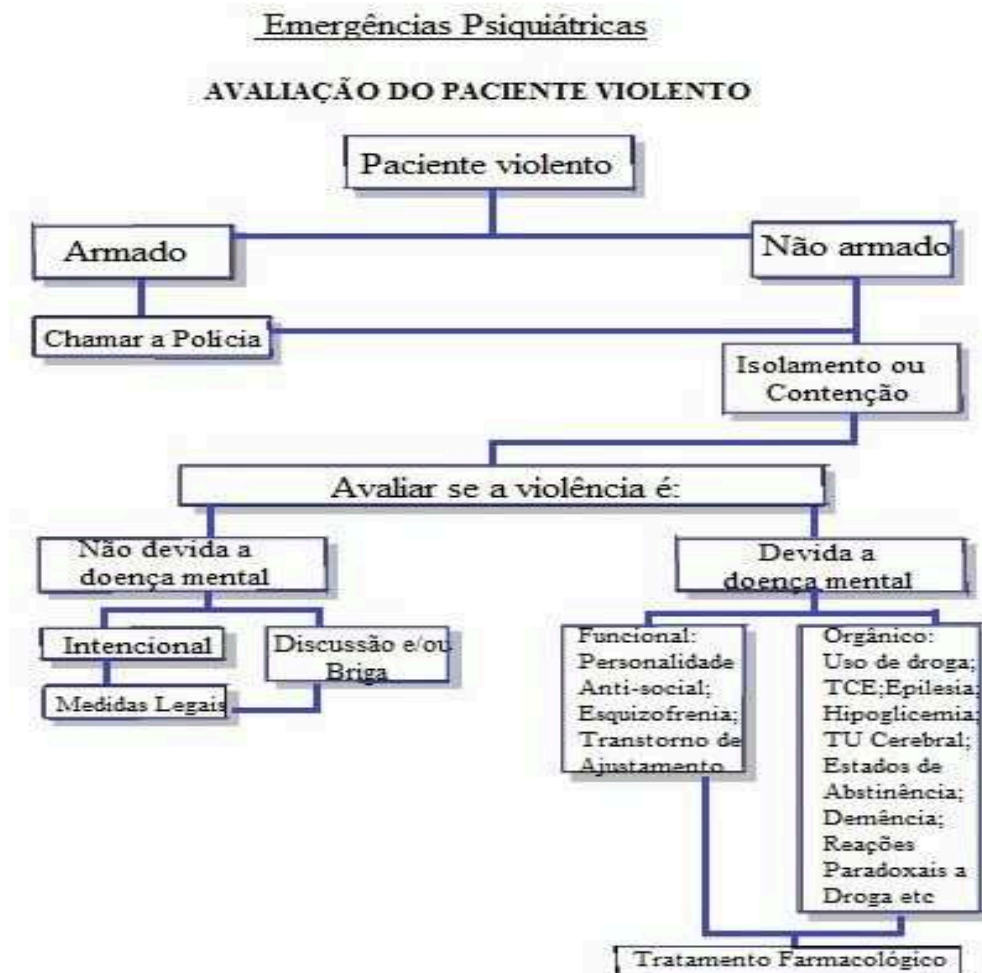 Emergências Psiquiátricas
AVALIAÇÃO DO PACIENTE VIOLENTO
Paciente violento
Armado
Não armado
Chamar a Polícia
Isolamento ou
Contenção
Avaliar se a violência é:
Não devida a
doença mental
Devida a
doença mental
Intencional
Discussão e/ou
Briga
Medidas Legais
Funcional:
Personalidade
Anti-social;
Esquizofrenia;
Transtorno de
Ajustamento
Orgânico:
Uso de droga;
TCE;Epilesia;
Hipoglicemia;
TU Cerebral;
Estados de
Abstinência;
Demência;
Reações
Paradoxais a
Droga etc
Tratamento Farmacológico